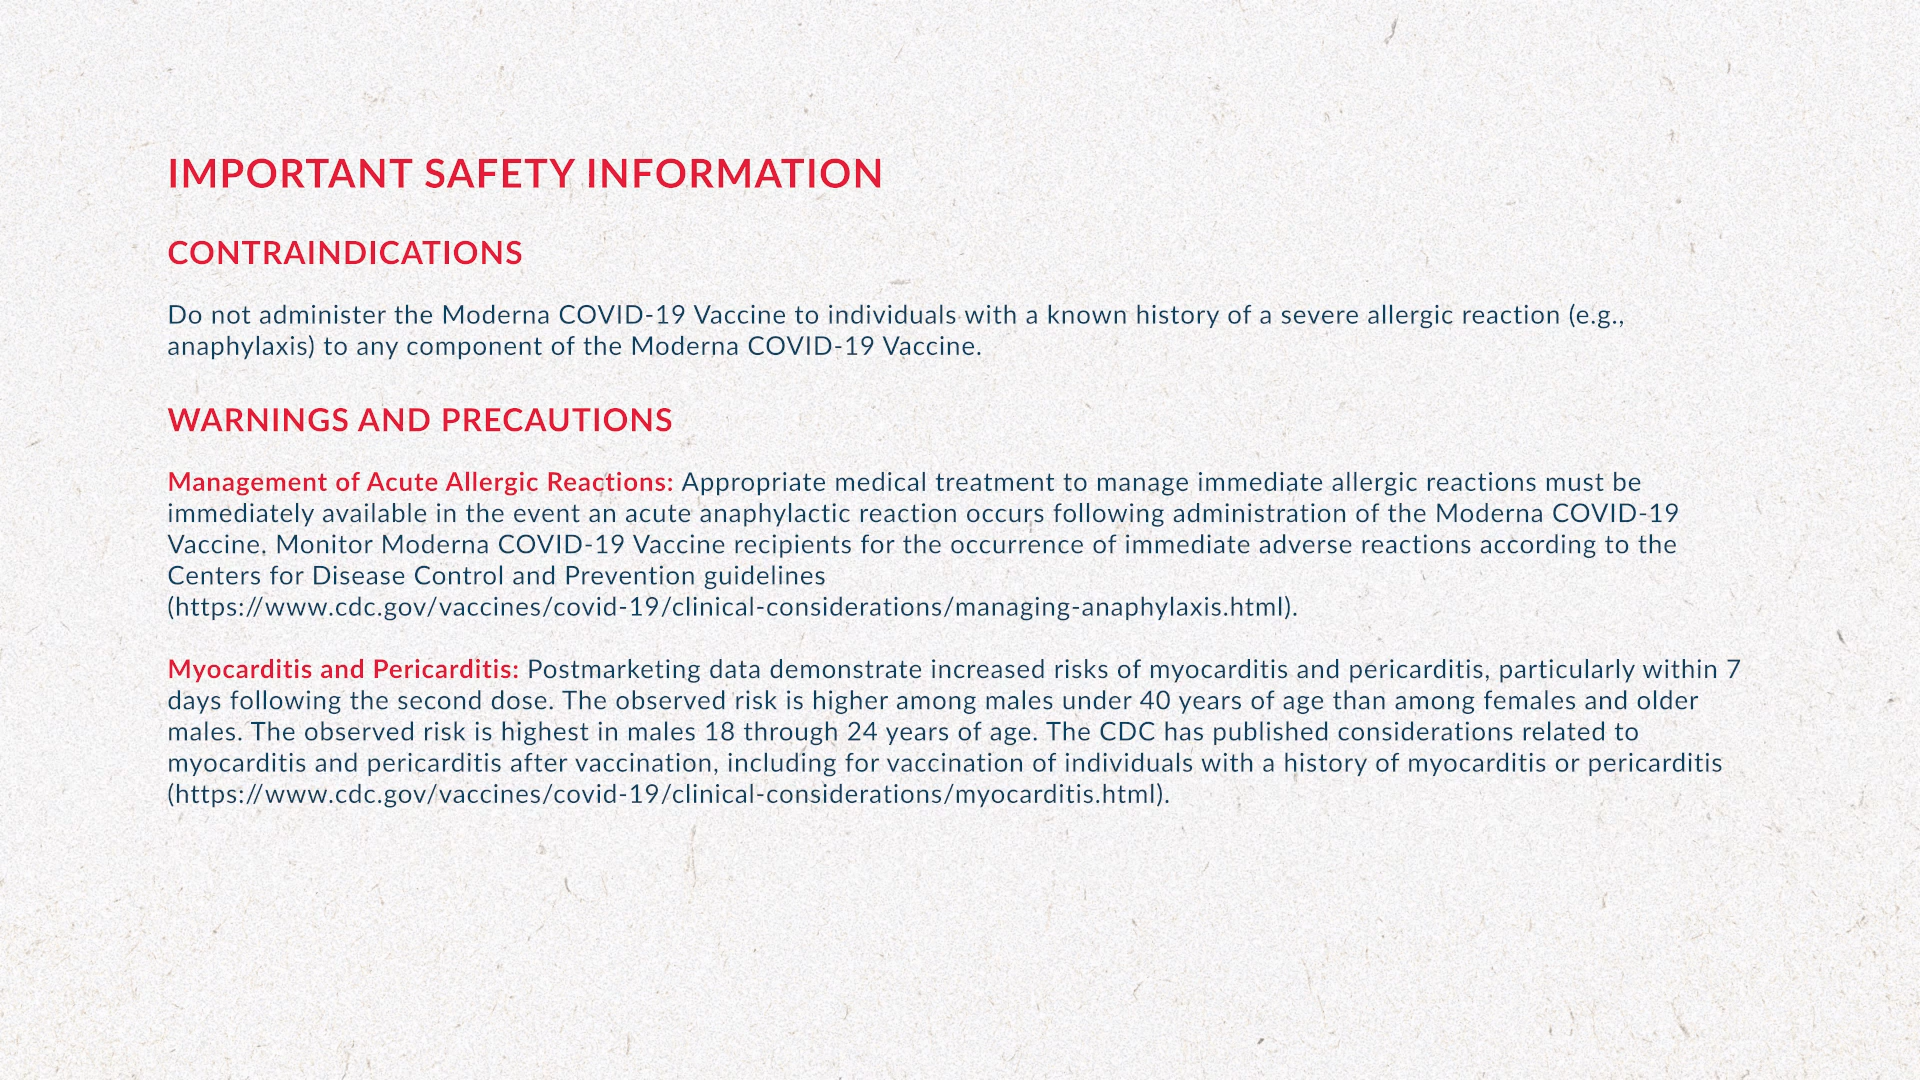 IMPORTANT SAFETY INFORMATION
CONTRAINDICATIONS
Do not administer the Moderna COVID-19 Vaccine to individuals with a known history of a severe allergic reaction (e.g.,
anaphylaxis) to any component of the Moderna COVID-19 Vaccine.
WARNINGS AND PRECAUTIONS
Management of Acute Allergic Reactions: Appropriate medical treatment to manage immediate allergic reactions must be
immediately available in the event an acute anaphylactic reaction occurs following administration of the Moderna COVID-19
Vaccine. Monitor Moderna COVID-19 Vaccine recipients for the occurrence of immediate adverse reactions according to the
Centers for Disease Control and Prevention guidelines
(https://www.cdc.gov/vaccines/covid-19/clinical-considerations/managing-anaphylaxis.html).
Myocarditis and Pericarditis: Postmarketing data demonstrate increased risks of myocarditis and pericarditis, particularly within 7
days following the second dose. The observed risk is higher among males under 40 years of age than among females and older
males. The observed risk is highest in males 18 through 24 years of age. The CDC has published considerations related to
myocarditis and pericarditis after vaccination, including for vaccination of individuals with a history of myocarditis or pericarditis
(https://www.cdc.gov/vaccines/covid-19/clinical-considerations/myocarditis.html).